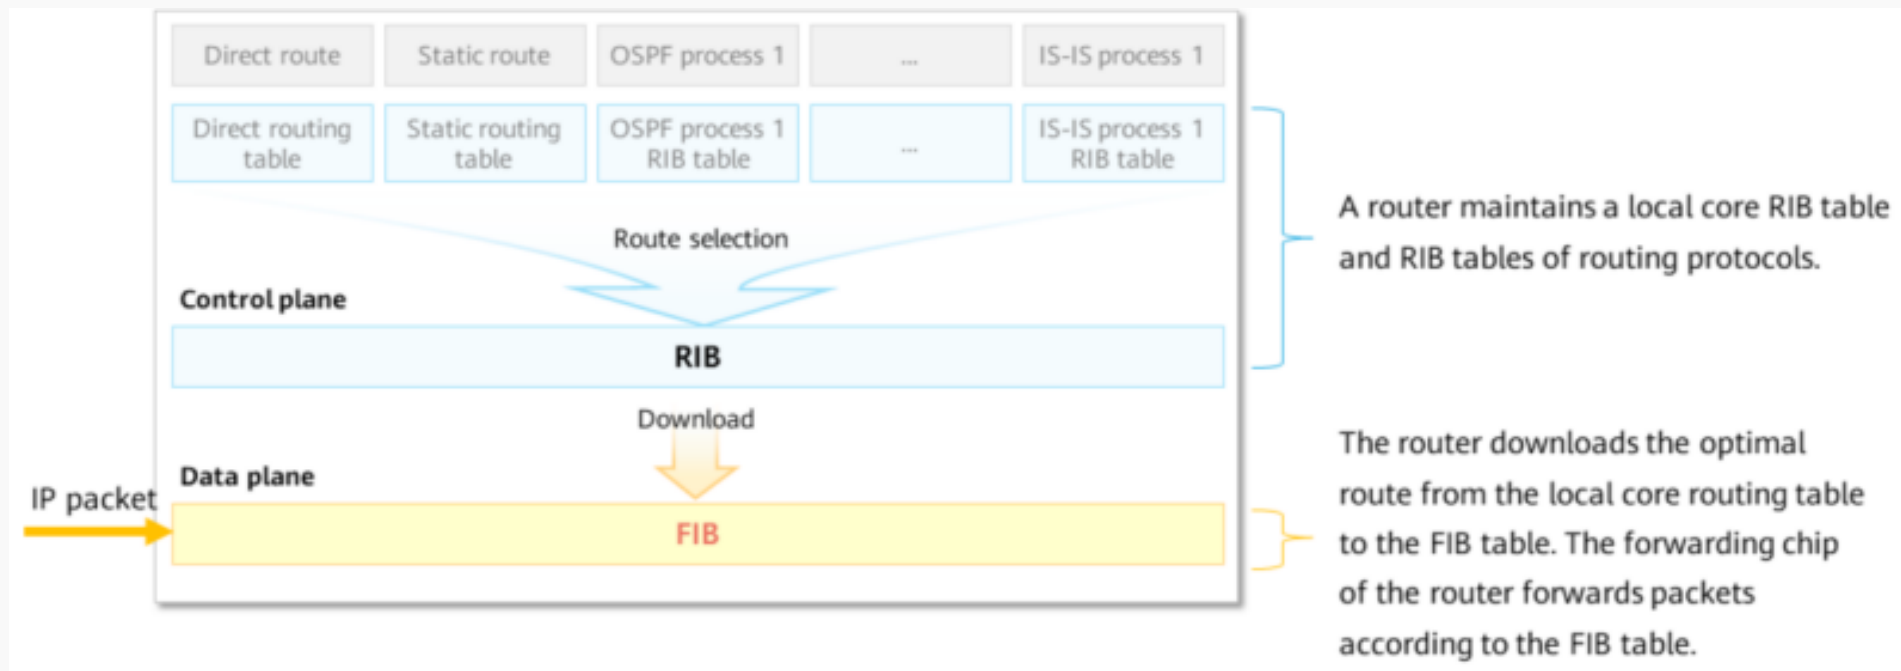 Direct route
Static route
OSPF process 1
...
IS-IS process 1
Direct routing
table
Static routing
table
OSPF process 1
RIB table
...
IS-IS process 1
RIB table
Route selection
Control plane
RIB
A router maintains a local core RIB table
and RIB tables of routing protocols.
Download
Data plane
IP packet
FIB
The router downloads the optimal
route from the local core routing table
to the FIB table. The forwarding chip
of the router forwards packets
according to the FIB table.